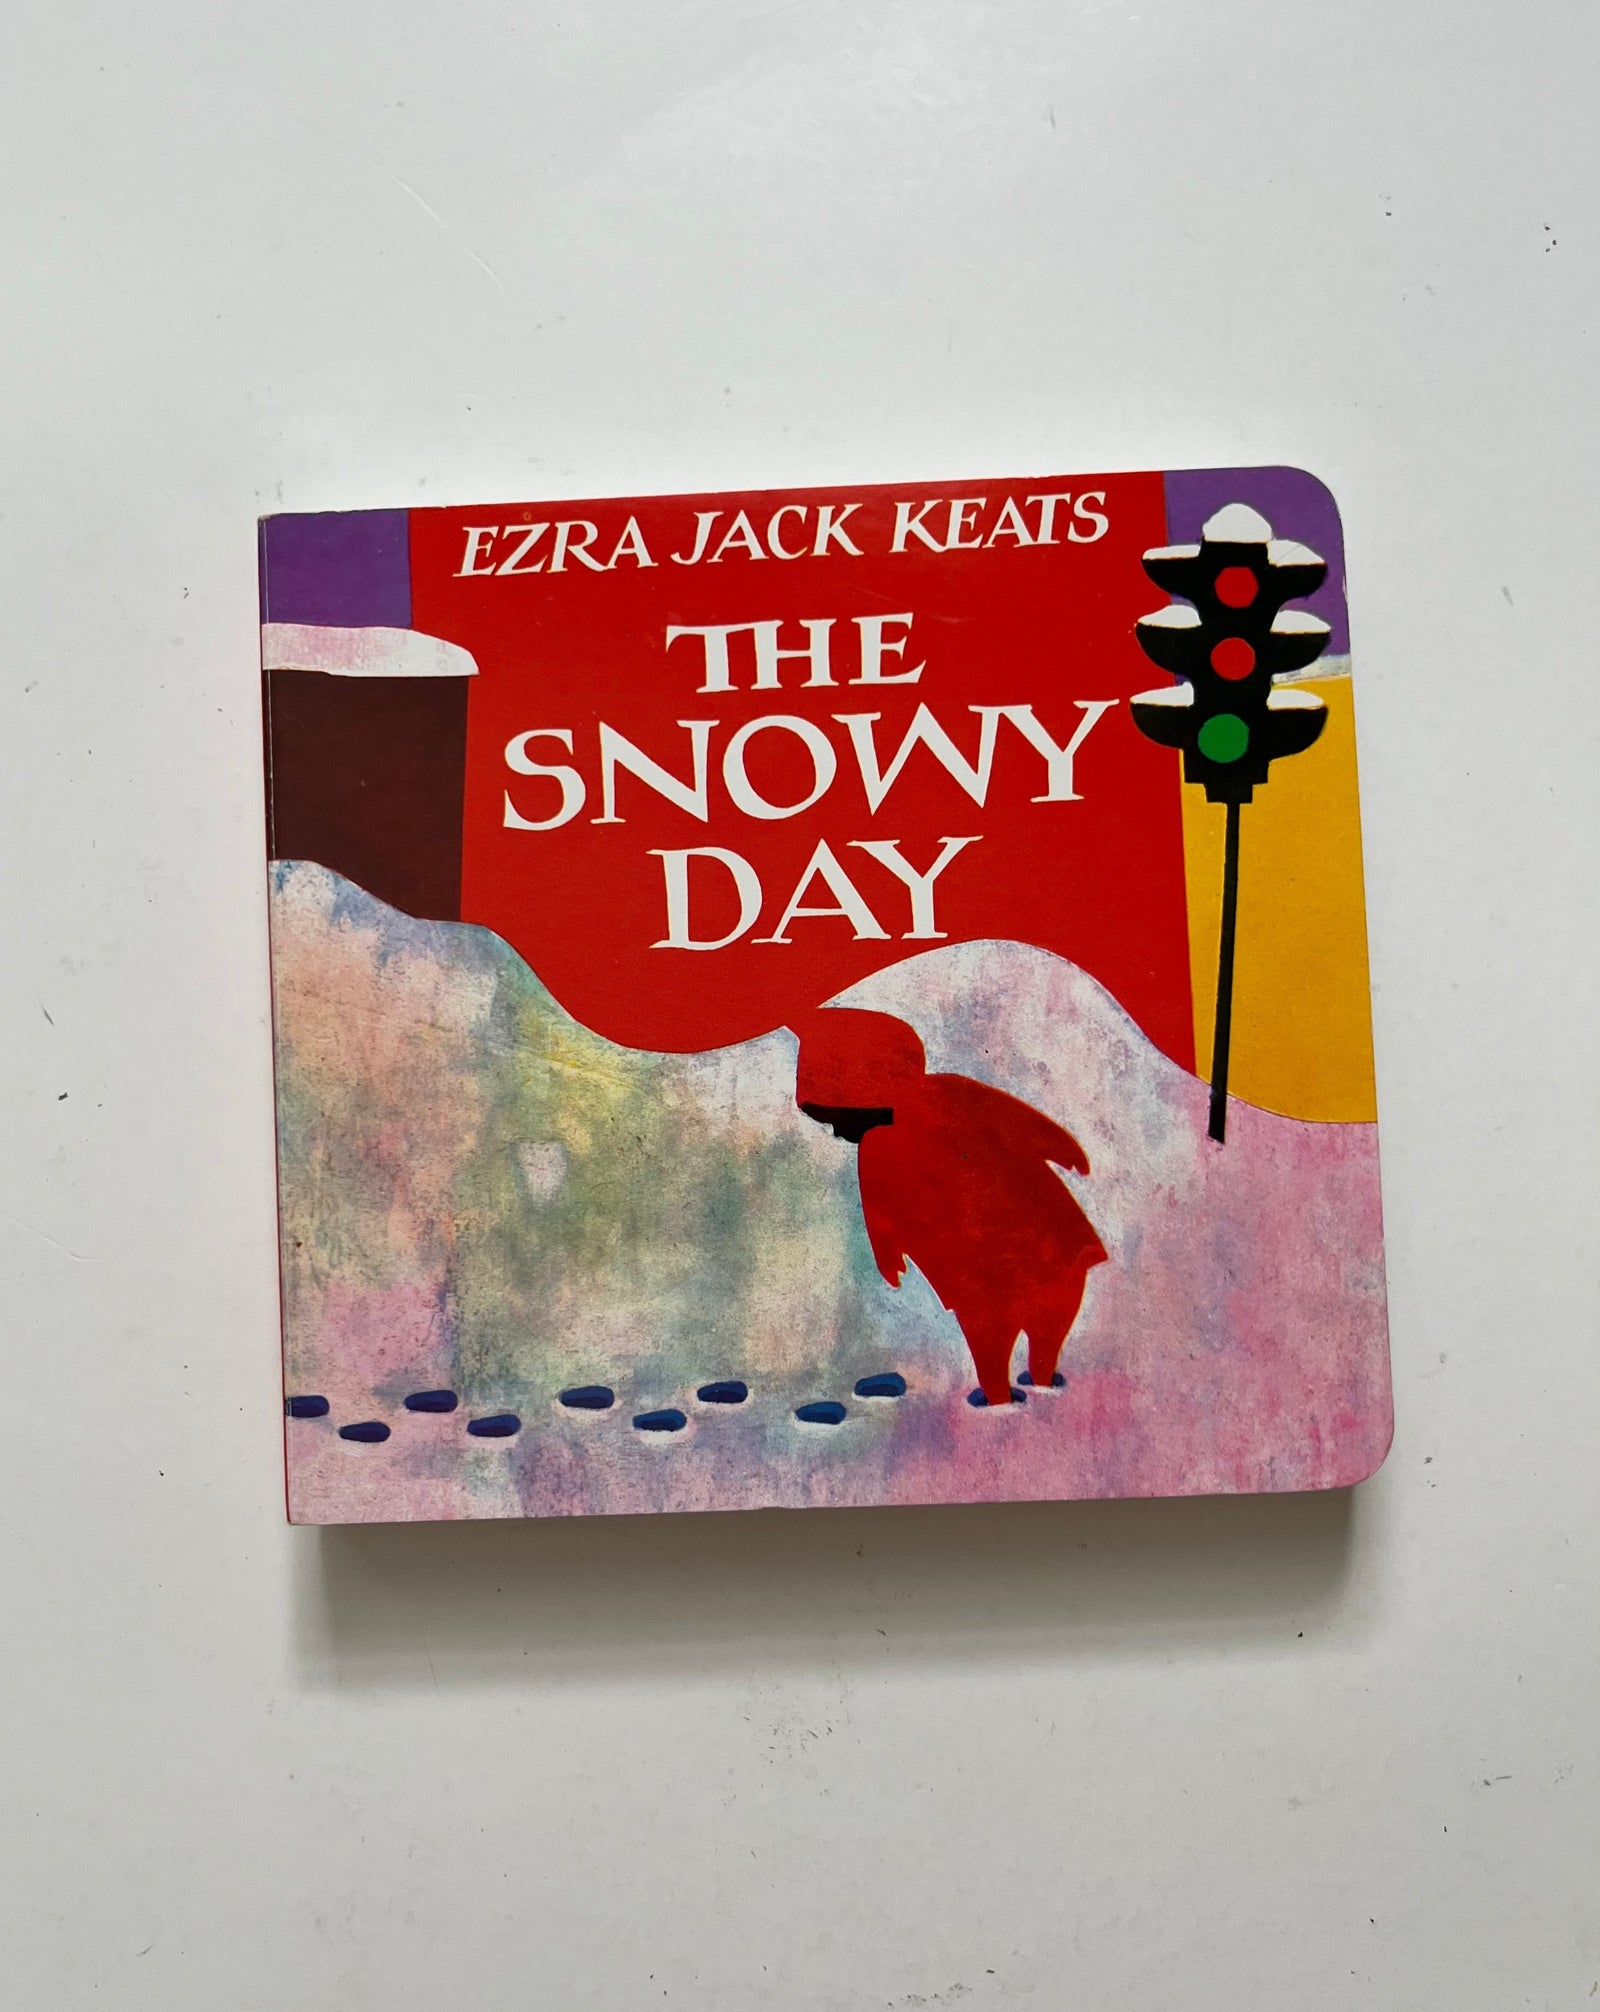 EZRA JACK KEATS
THE
SNOWY
DAY